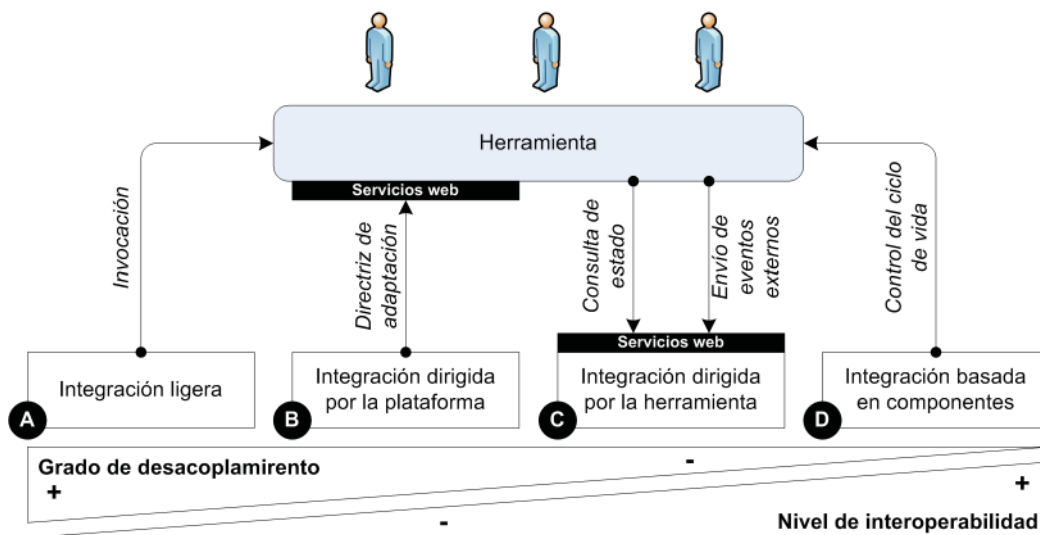 Herramienta
Servicios web
Invocación
Directriz de
adaptación
Consulta de
estado
Envío de
eventos
externos
Control del ciclo
de vida
Servicios web
Integración ligera
A
Integración dirigida
por la plataforma
B
Integración dirigida
por la herramienta
C
Integración basada
en componentes
D
Grado de desacoplamirento
+
-
-
+
Nivel de interoperabilidad